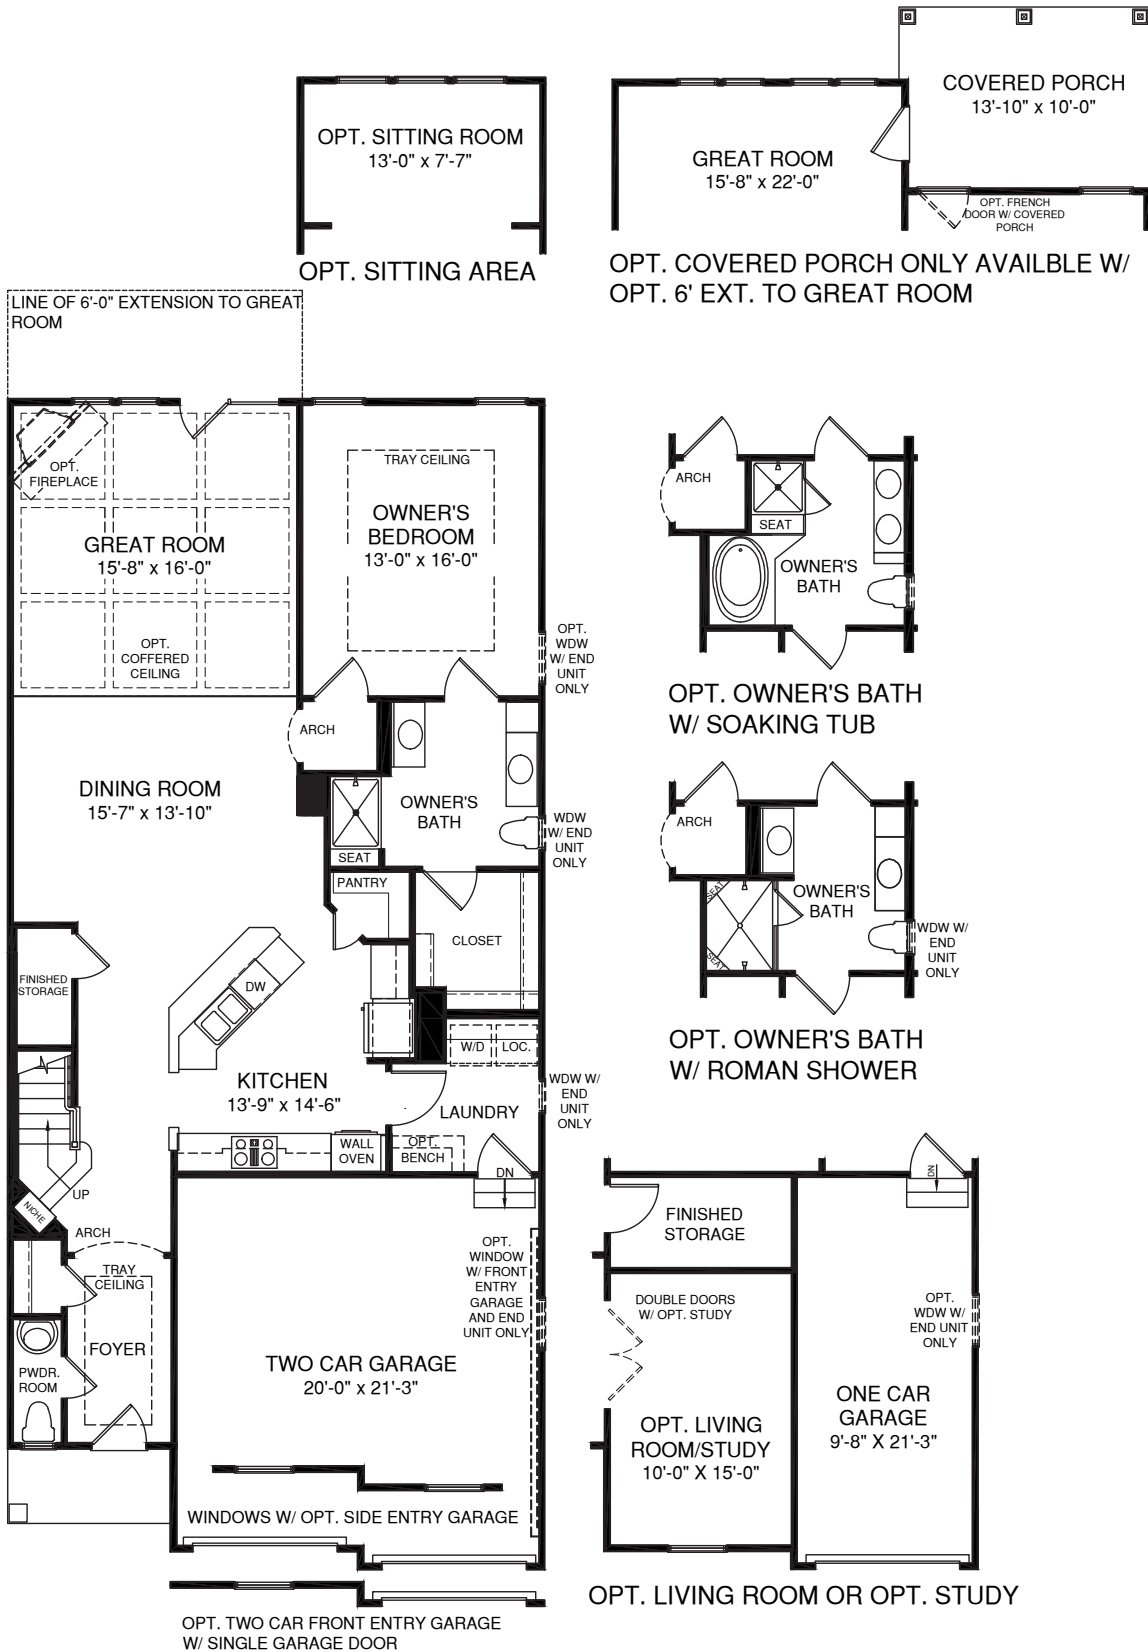 OPT. SITTING ROOM
13'-0" x 7'-7"
OPT. SITTING AREA
COVERED PORCH
13'-10" x 10'-0"
GREAT ROOM
15'-8" x 22'-0"
OPT. FRENCH
DOOR W/ COVERED
PORCH
OPT. COVERED PORCH ONLY AVAILBLE W/
OPT. 6' EXT. TO GREAT ROOM
LINE OF 6'-0" EXTENSION TO GREAT
ROOM
OPT.
FIREPLACE
GREAT ROOM
15'-8" x 16'-0"
OPT.
COFFERED
CEILING
TRAY CEILING
OWNER'S
BEDROOM
13'-0" x 16'-0"
OPT.
WDW
W/ END
UNIT
ONLY
ARCH
DINING ROOM
15'-7" x 13'-10"
OWNER'S
BATH
SEAT
WDW
W/ END
UNIT
ONLY
PANTRY
CLOSET
FINISHED
STORAGE
DW
W/D
LOC.
KITCHEN
13'-9" x 14'-6"
LAUNDRY
WDW W/
END
UNIT
ONLY
WALL
OVEN
OPT.
BENCH
DN
UP
NICHE
ARCH
TRAY
CEILING
FOYER
PWDR.
ROOM
OPT.
WINDOW
W/ FRONT
ENTRY
GARAGE
AND END
UNIT ONLY
TWO CAR GARAGE
20'-0" x 21'-3"
WINDOWS W/ OPT. SIDE ENTRY GARAGE
OPT. TWO CAR FRONT ENTRY GARAGE
W/ SINGLE GARAGE DOOR
ARCH
SEAT
OWNER'S
BATH
OPT. OWNER'S BATH
W/ SOAKING TUB
ARCH
SEAT
SEAT
OWNER'S
BATH
WDW W/
END
UNIT
ONLY
OPT. OWNER'S BATH
W/ ROMAN SHOWER
DN
FINISHED
STORAGE
DOUBLE DOORS
W/ OPT. STUDY
OPT.
WDW W/
END UNIT
ONLY
OPT. LIVING
ROOM/STUDY
10'-0" X 15'-0"
ONE CAR
GARAGE
9'-8" X 21'-3"
OPT. LIVING ROOM OR OPT. STUDY